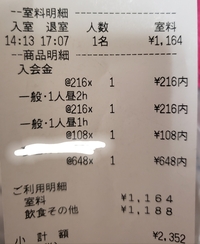 --室料明細--------------------
入室 退室 人数 室料
14:13 17:07 1名 ¥1,164
--商品明細--------------------
入会金
@216x 1 ¥216内
一般・1人昼2h
@216x 1 ¥216内
一般・1人昼1h
@108x 1 ¥108内
@648x 1 ¥648内
ご利用明細
室料 ¥1,164
飲食その他 ¥1,188
小 計 額 ¥2,352